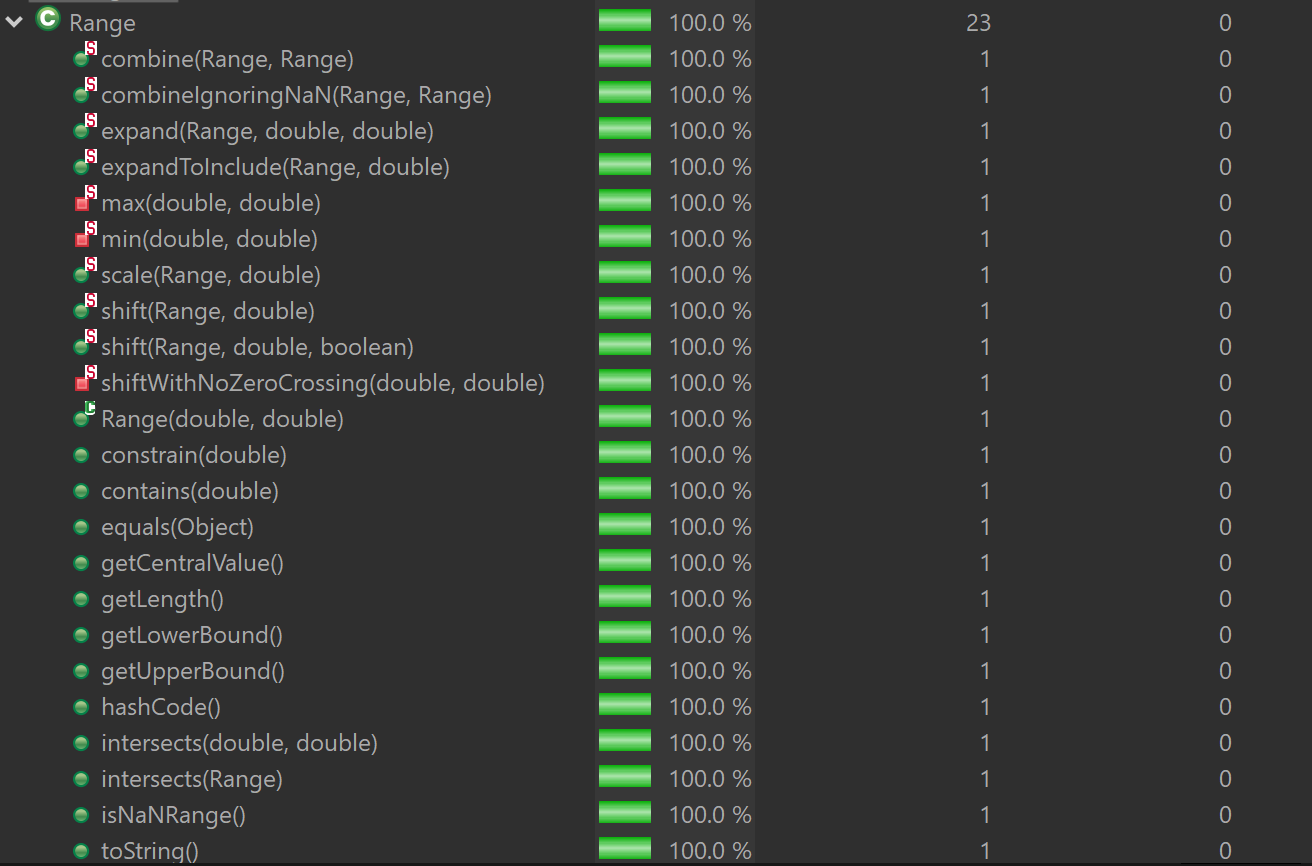 Range 100.0 % 23 0
combine(Range, Range) 100.0 % 1 0
combineIgnoringNaN(Range, Range) 100.0 % 1 0
expand(Range, double, double) 100.0 % 1 0
expandToInclude(Range, double) 100.0 % 1 0
max(double, double) 100.0 % 1 0
min(double, double) 100.0 % 1 0
scale(Range, double) 100.0 % 1 0
shift(Range, double) 100.0 % 1 0
shift(Range, double, boolean) 100.0 % 1 0
shiftWithNoZeroCrossing(double, double) 100.0 % 1 0
Range(double, double) 100.0 % 1 0
constrain(double) 100.0 % 1 0
contains(double) 100.0 % 1 0
equals(Object) 100.0 % 1 0
getCentralValue() 100.0 % 1 0
getLength() 100.0 % 1 0
getLowerBound() 100.0 % 1 0
getUpperBound() 100.0 % 1 0
hashCode() 100.0 % 1 0
intersects(double, double) 100.0 % 1 0
intersects(Range) 100.0 % 1 0
isNaNRange() 100.0 % 1 0
toString() 100.0 % 1 0